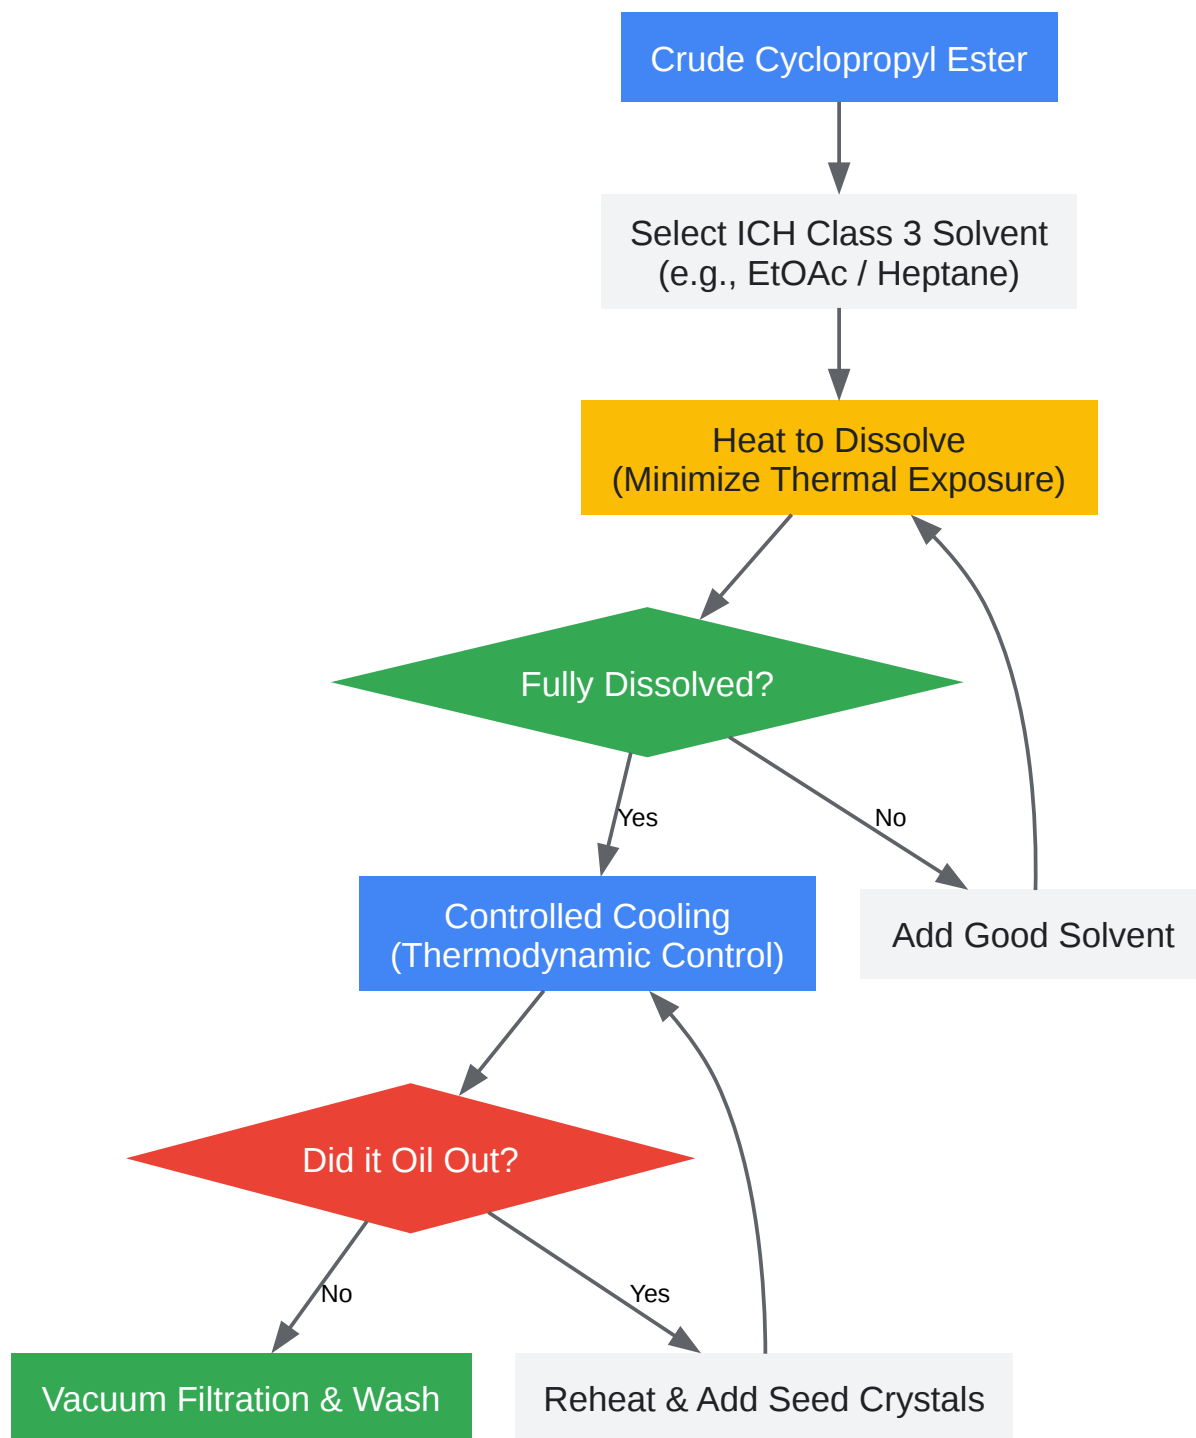 Crude Cyclopropyl Ester
Select ICH Class 3 Solvent
(e.g., EtOAc / Heptane)
Heat to Dissolve
(Minimize Thermal Exposure)
Fully Dissolved?
Yes
No
Controlled Cooling
(Thermodynamic Control)
Add Good Solvent
Did it Oil Out?
No
Yes
Vacuum Filtration & Wash
Reheat & Add Seed Crystals